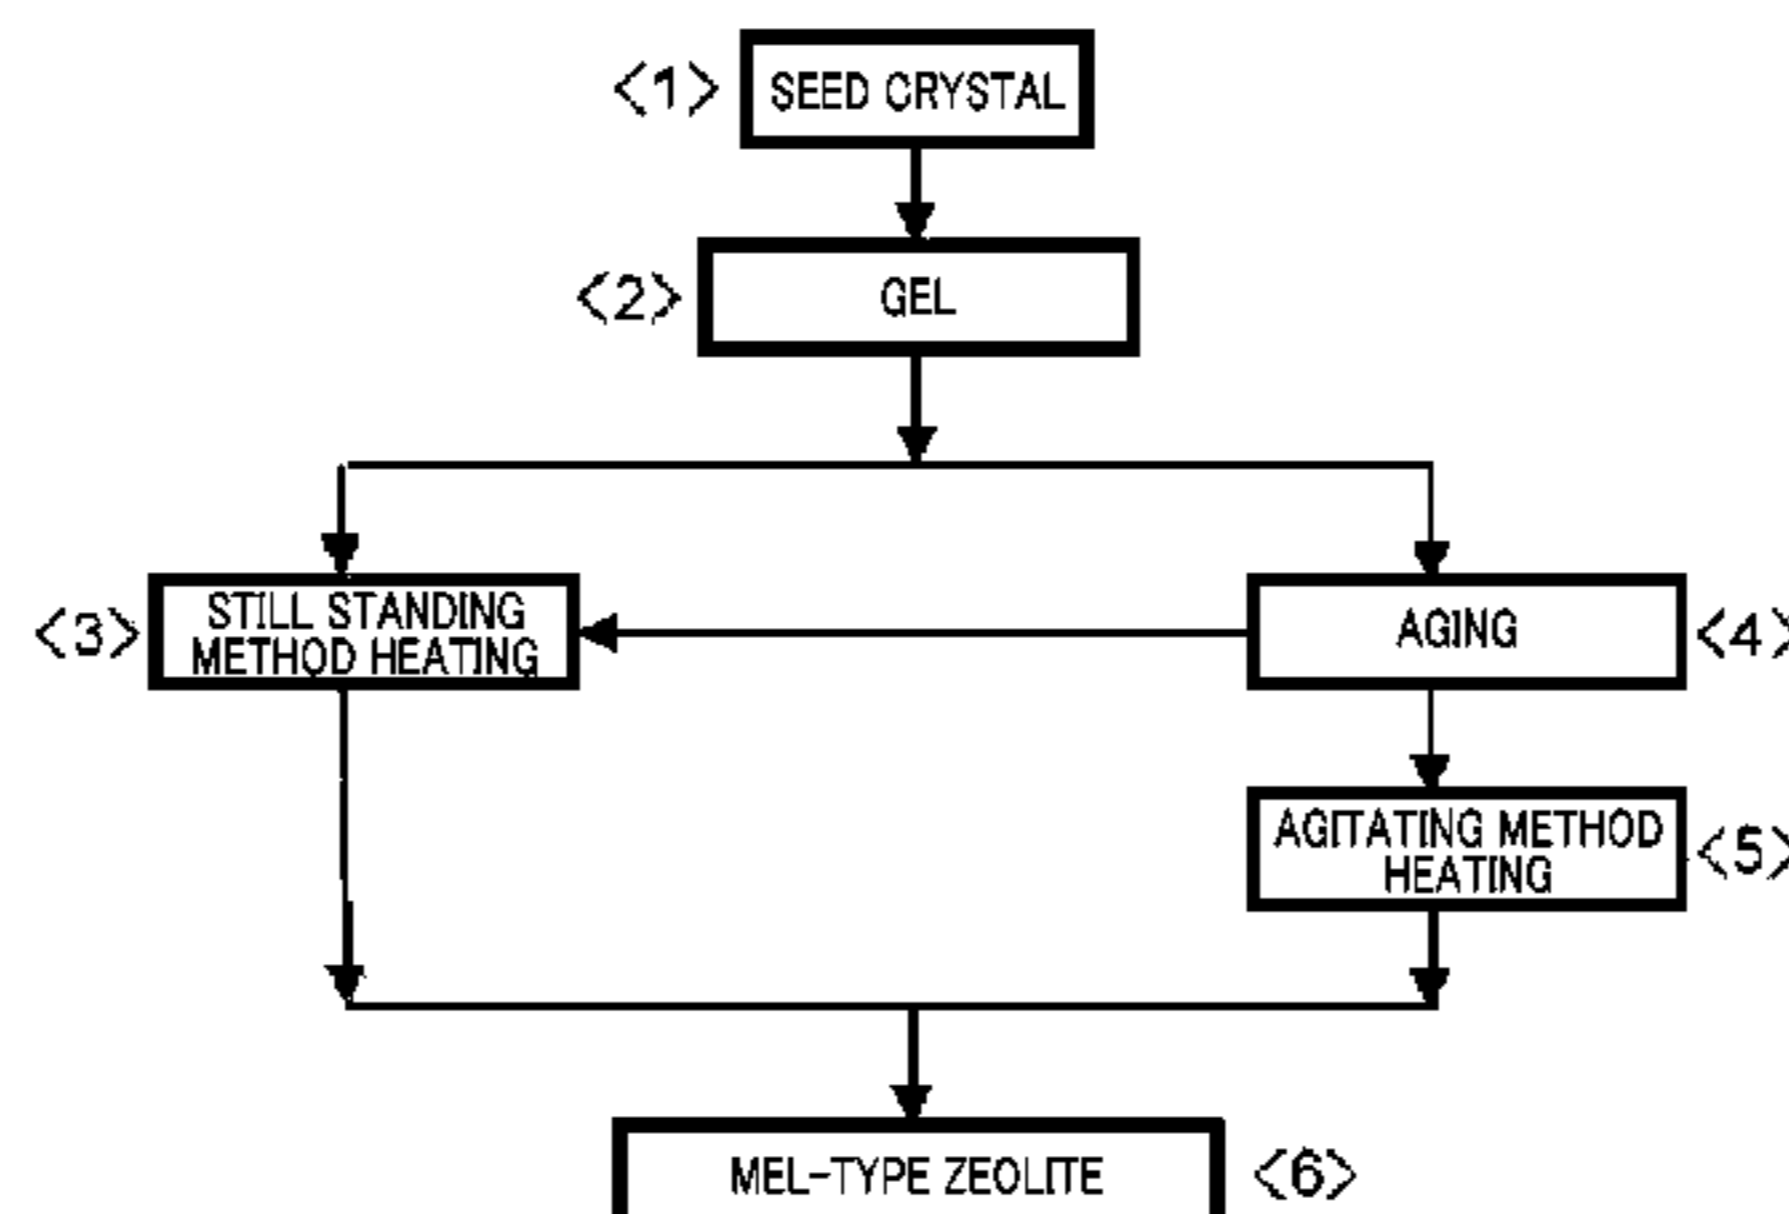 <1> SEED CRYSTAL
<2> GEL
<3> STILL STANDING
METHOD HEATING
AGING <4>
AGITATING METHOD
HEATING <5>
MEL-TYPE ZEOLITE <6>